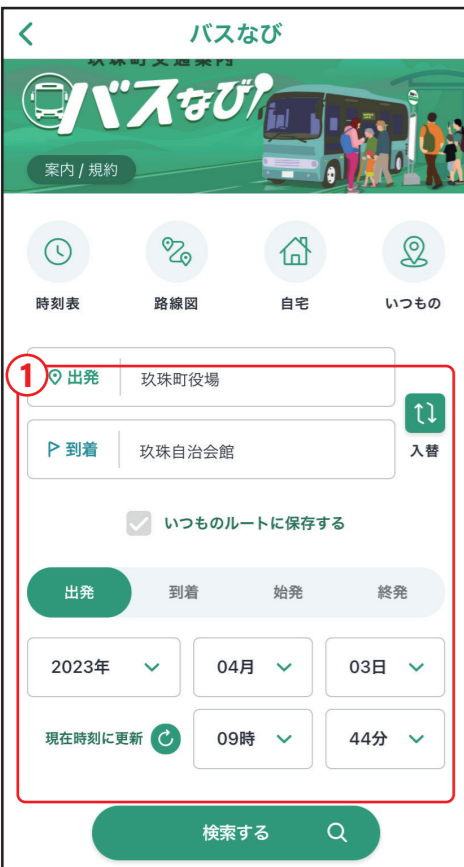 バスなび
玖珠町交通案内
バスなび
案内 / 規約
時刻表 路線図 自宅 いつもの
①
出発 玖珠町役場
到着 玖珠自治会館
入替
いつものルートに保存する
出発 到着 始発 終発
2023年 04月 03日
現在時刻に更新 09時 44分
検索する